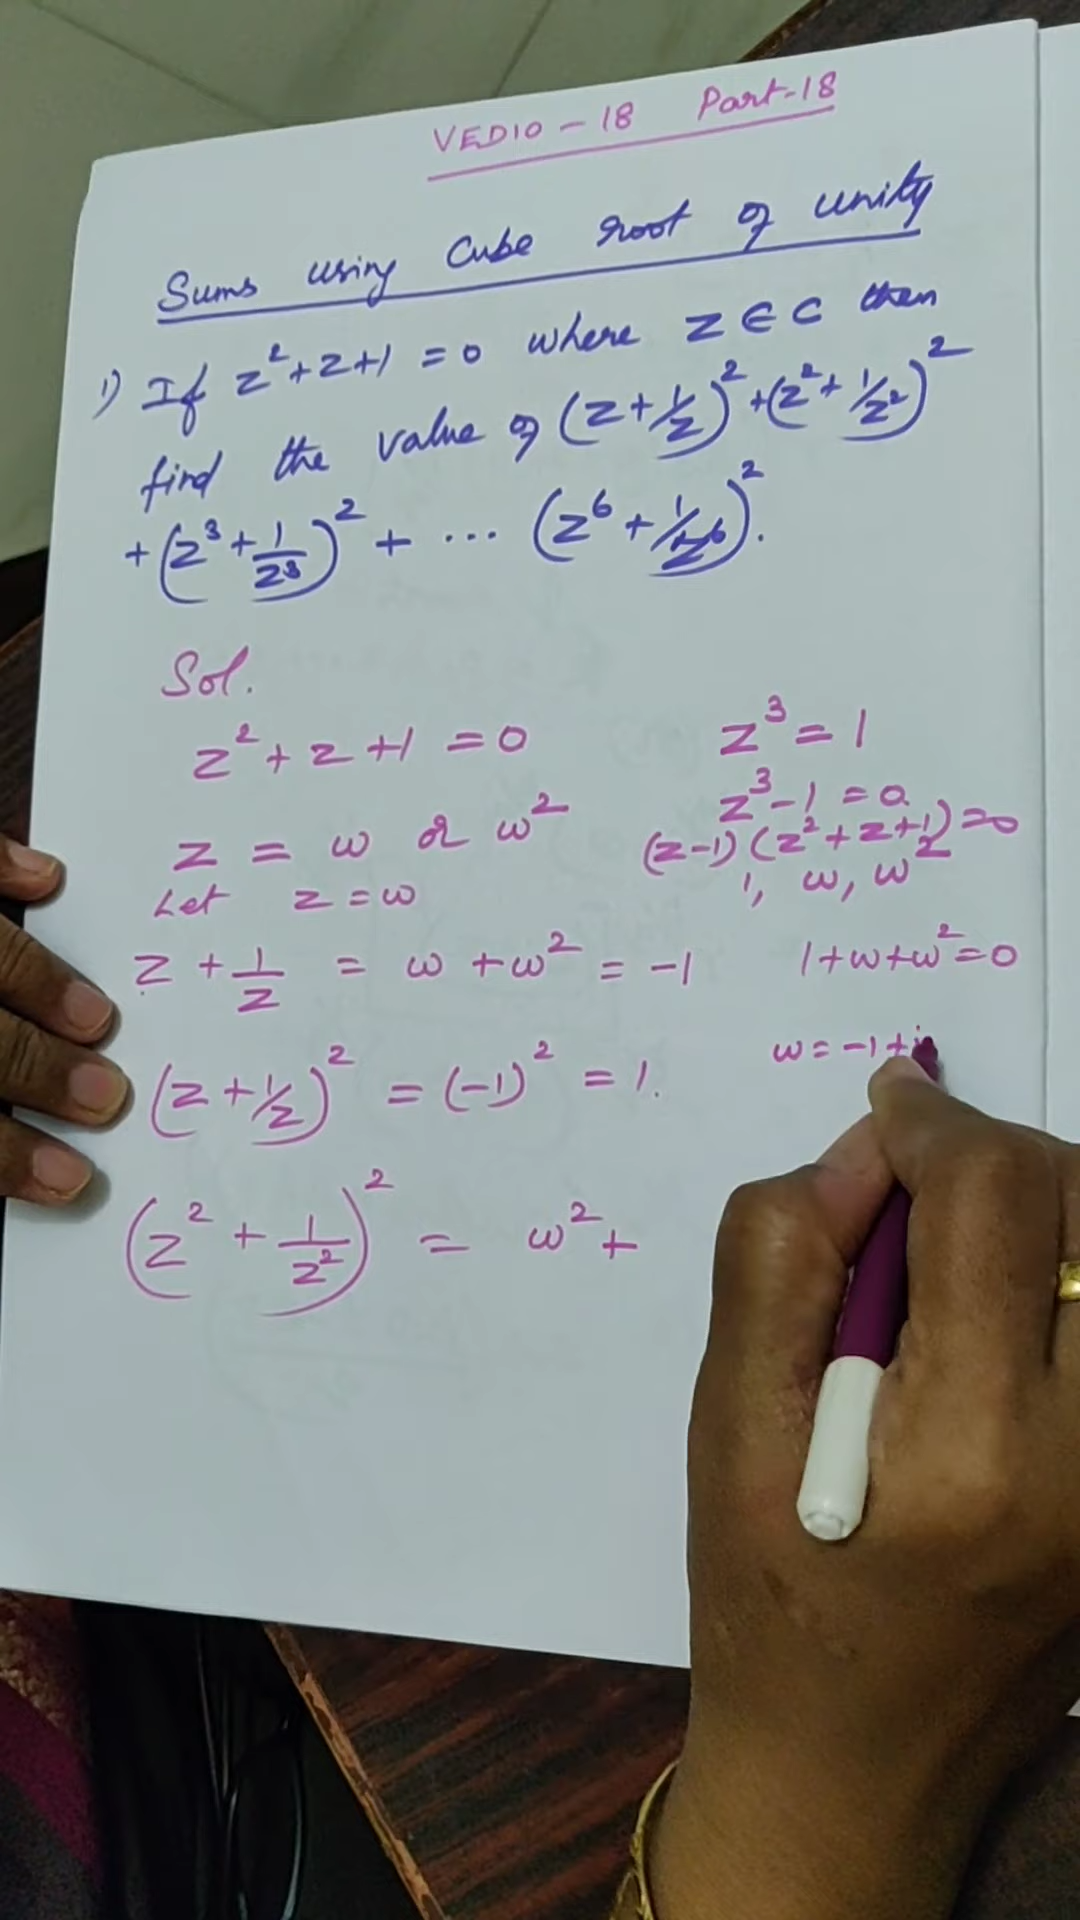 VEDIO - 18 Part-18
Sums using Cube root of unity
1) If z² + z + 1 = 0 where z ∈ C then
find the value of (z + 1/z)² + (z² + 1/z²)²
+ (z³ + 1/z³)² + ... (z⁶ + 1/z⁶)².
Sol.
z² + z + 1 = 0
z = ω or ω²
Let z = ω
z + 1/z = ω + ω² = -1
(z + 1/z)² = (-1)² = 1.
(z² + 1/z²)² = ω² +
z³ = 1
z³ - 1 = 0
(z-1) (z² + z + 1) = 0
1, ω, ω²
1 + ω + ω² = 0
ω = -1 + i